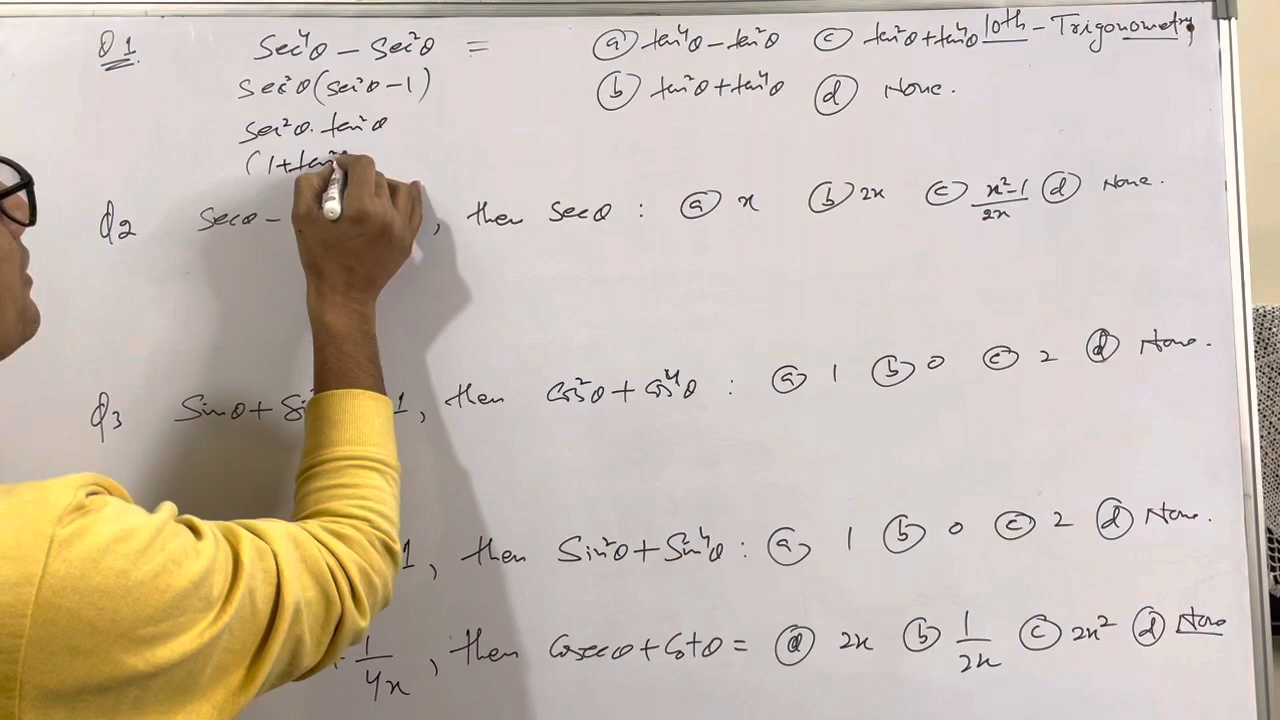 Q1 sec⁴θ - sec²θ = ⓐ tan⁴θ - tan²θ ⓒ tan²θ + tan⁴θ 10th - Trigonometry
sec²θ(sec²θ - 1) ⓑ tan²θ + tan⁴θ ⓓ None.
sec²θ. tan²θ
(1+tan²
Q2 secθ - , then secθ : ⓐ x ⓑ 2x ⓒ x²-1/2x ⓓ None.
Q3 Sinθ + Si 1, then Cos²θ + Cos⁴θ : ⓐ 1 ⓑ 0 ⓒ 2 ⓓ None.
1, then Sin²θ + Sin⁴θ : ⓐ 1 ⓑ 0 ⓒ 2 ⓓ None.
1/4x , then Cosecθ + Cotθ = ⓐ 2x ⓑ 1/2x ⓒ 2x² ⓓ None